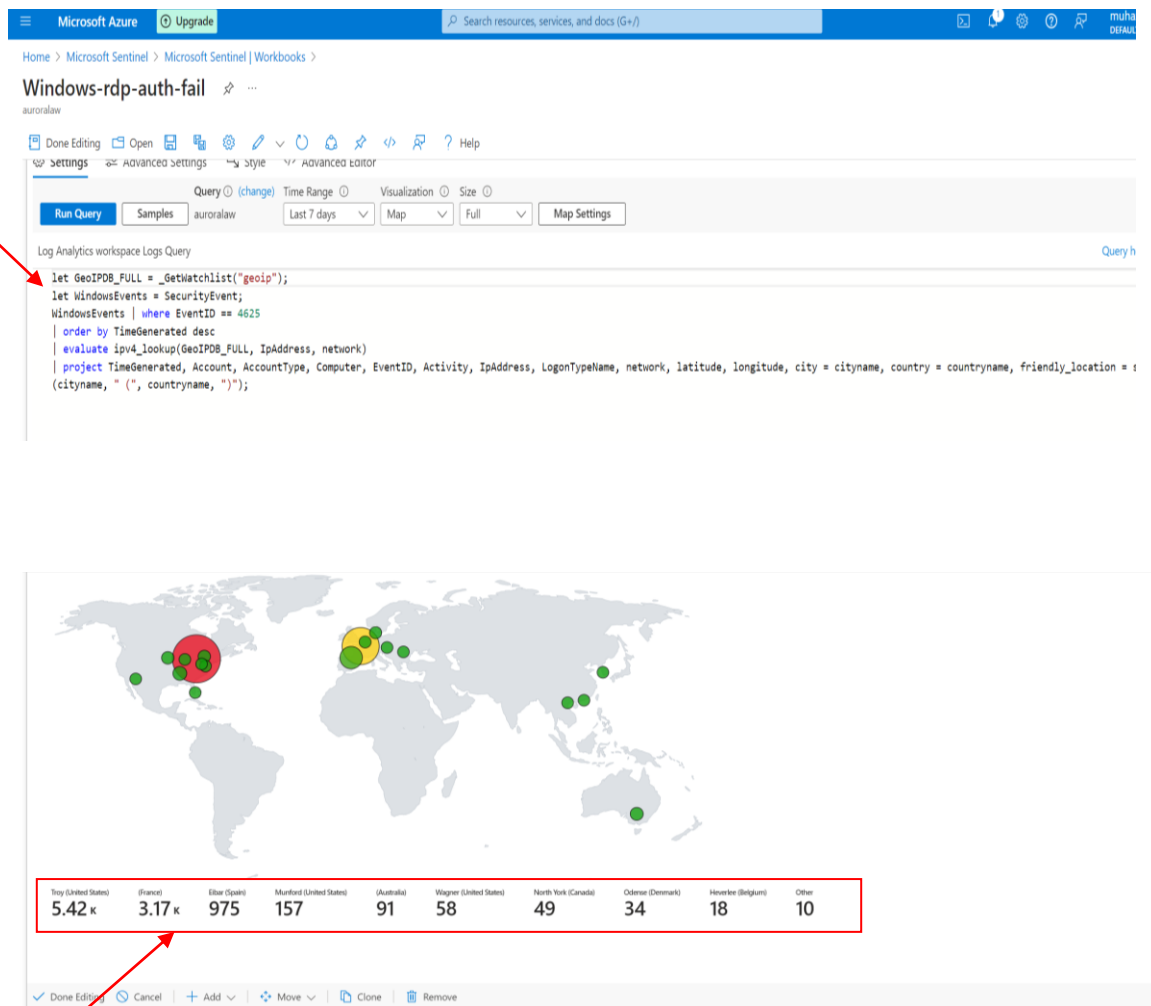 Microsoft Azure Upgrade Search resources, services, and docs (G+/) 1 muha
DEFAUL
Home > Microsoft Sentinel > Microsoft Sentinel | Workbooks >
Windows-rdp-auth-fail ...
auroralaw
Done Editing Open Help
Settings Advanced Settings Style Advanced Editor
Query (change) Time Range Visualization Size
Run Query Samples auroralaw Last 7 days Map Full Map Settings
Log Analytics workspace Logs Query Query h
let GeoIPDB_FULL = _GetWatchlist("geoip");
let WindowsEvents = SecurityEvent;
WindowsEvents | where EventID == 4625
| order by TimeGenerated desc
| evaluate ipv4_lookup(GeoIPDB_FULL, IpAddress, network)
| project TimeGenerated, Account, AccountType, Computer, EventID, Activity, IpAddress, LogonTypeName, network, latitude, longitude, city = cityname, country = countryname, friendly_location = s
(cityname, " (", countryname, ")");
Troy (United States) (France) Eibar (Spain) Munford (United States) (Australia) Wagner (United States) North York (Canada) Odense (Denmark) Heverlee (Belgium) Other
5.42 K 3.17 K 975 157 91 58 49 34 18 10
Done Editing Cancel Add Move Clone Remove